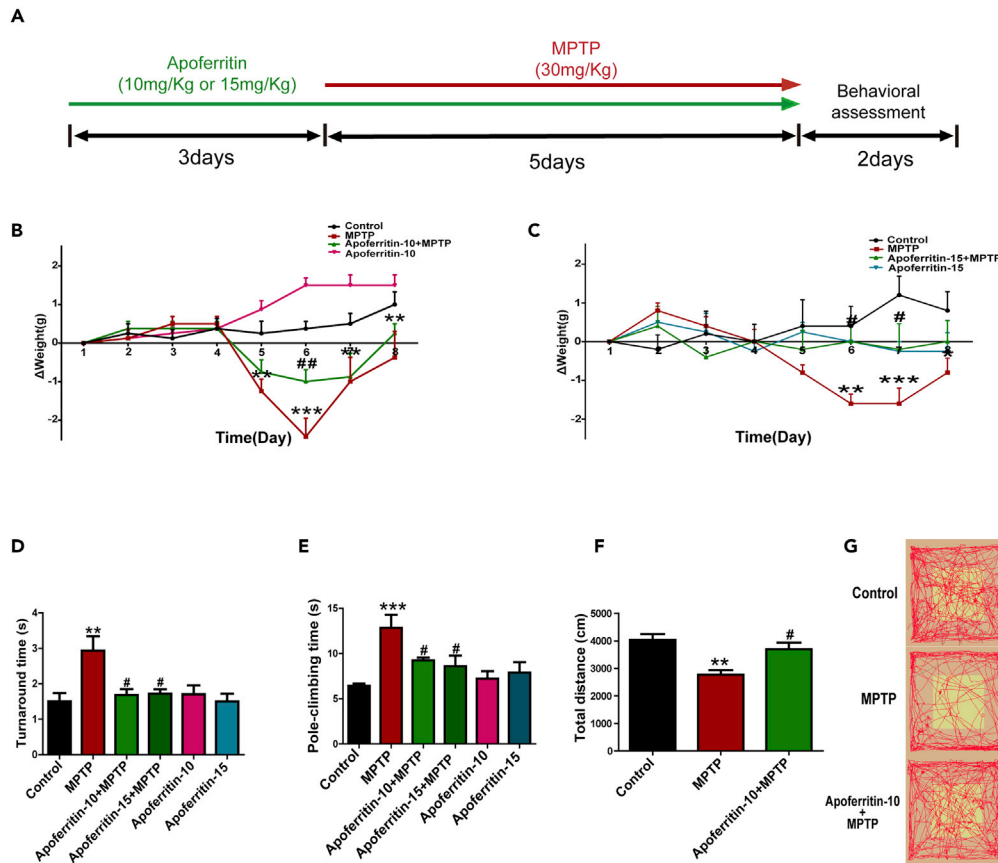 A
Apoferritin
(10mg/Kg or 15mg/Kg)
MPTP
(30mg/Kg)
Behavioral
assessment
3days
5days
2days
B
Control
MPTP
Apoferritin-10+MPTP
Apoferritin-10
ΔWeight(g)
2
1
0
-1
-2
1 2 3 4 5 6 7 8
** *** ## ** **
Time(Day)
C
Control
MPTP
Apoferritin-15+MPTP
Apoferritin-15
ΔWeight(g)
2
1
0
-1
-2
1 2 3 4 5 6 7 8
# # ** *** *
Time(Day)
D
Turnaround time (s)
4
3
2
1
0
** # #
Control
MPTP
Apoferritin-10+MPTP
Apoferritin-15+MPTP
Apoferritin-10
Apoferritin-15
E
Pole-climbing time (s)
15
10
5
0
*** # #
Control
MPTP
Apoferritin-10+MPTP
Apoferritin-15+MPTP
Apoferritin-10
Apoferritin-15
F
Total distance (cm)
5000
4000
3000
2000
1000
0
** #
Control
MPTP
Apoferritin-10+MPTP
G
Control
MPTP
Apoferritin-10
+
MPTP